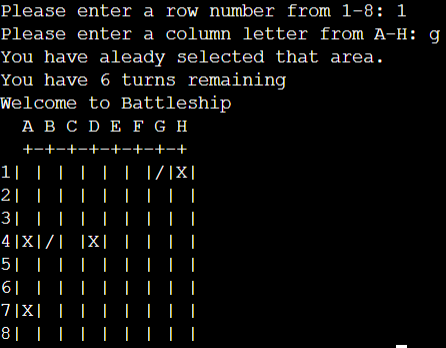 Please enter a row number from 1-8: 1
Please enter a column letter from A-H: g
You have aleady selected that area.
You have 6 turns remaining
Welcome to Battleship
  A B C D E F G H
  +-+-+-+-+-+-+-+
1| | | | | | |/|X|
2| | | | | | | | |
3| | | | | | | | |
4|X|/| |X| | | | |
5| | | | | | | | |
6| | | | | | | | |
7|X| | | | | | | |
8| | | | | | | | |